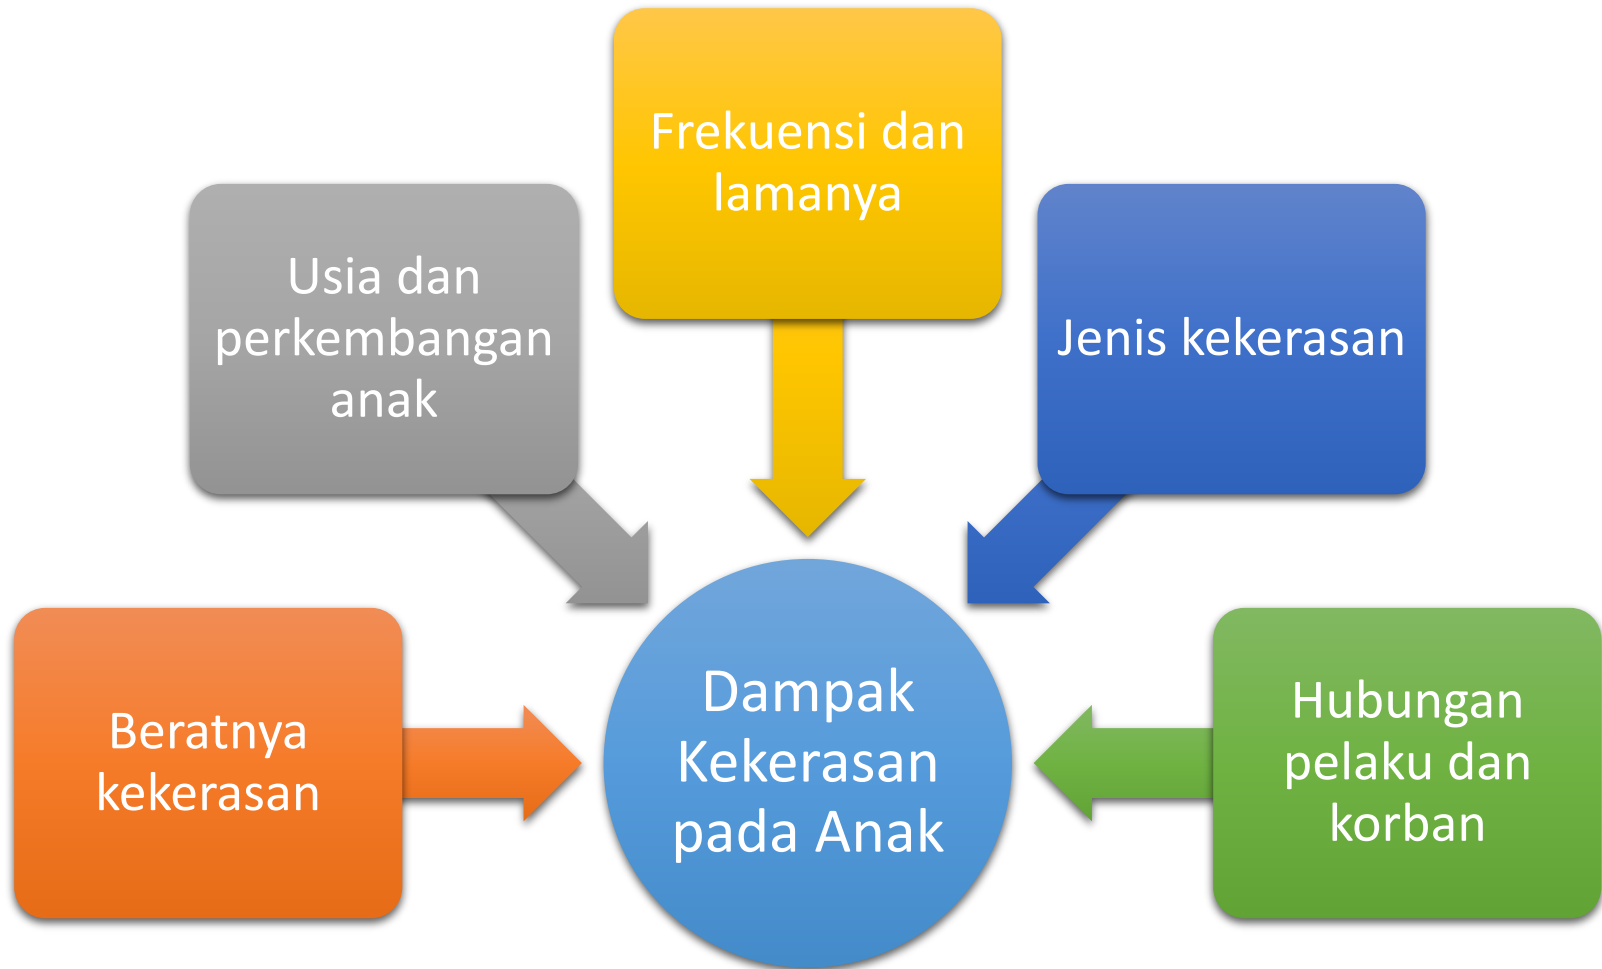 Frekuensi dan
lamanya
Usia dan
perkembangan
anak
Jenis kekerasan
Beratnya
kekerasan
Dampak
Kekerasan
pada Anak
Hubungan
pelaku dan
korban